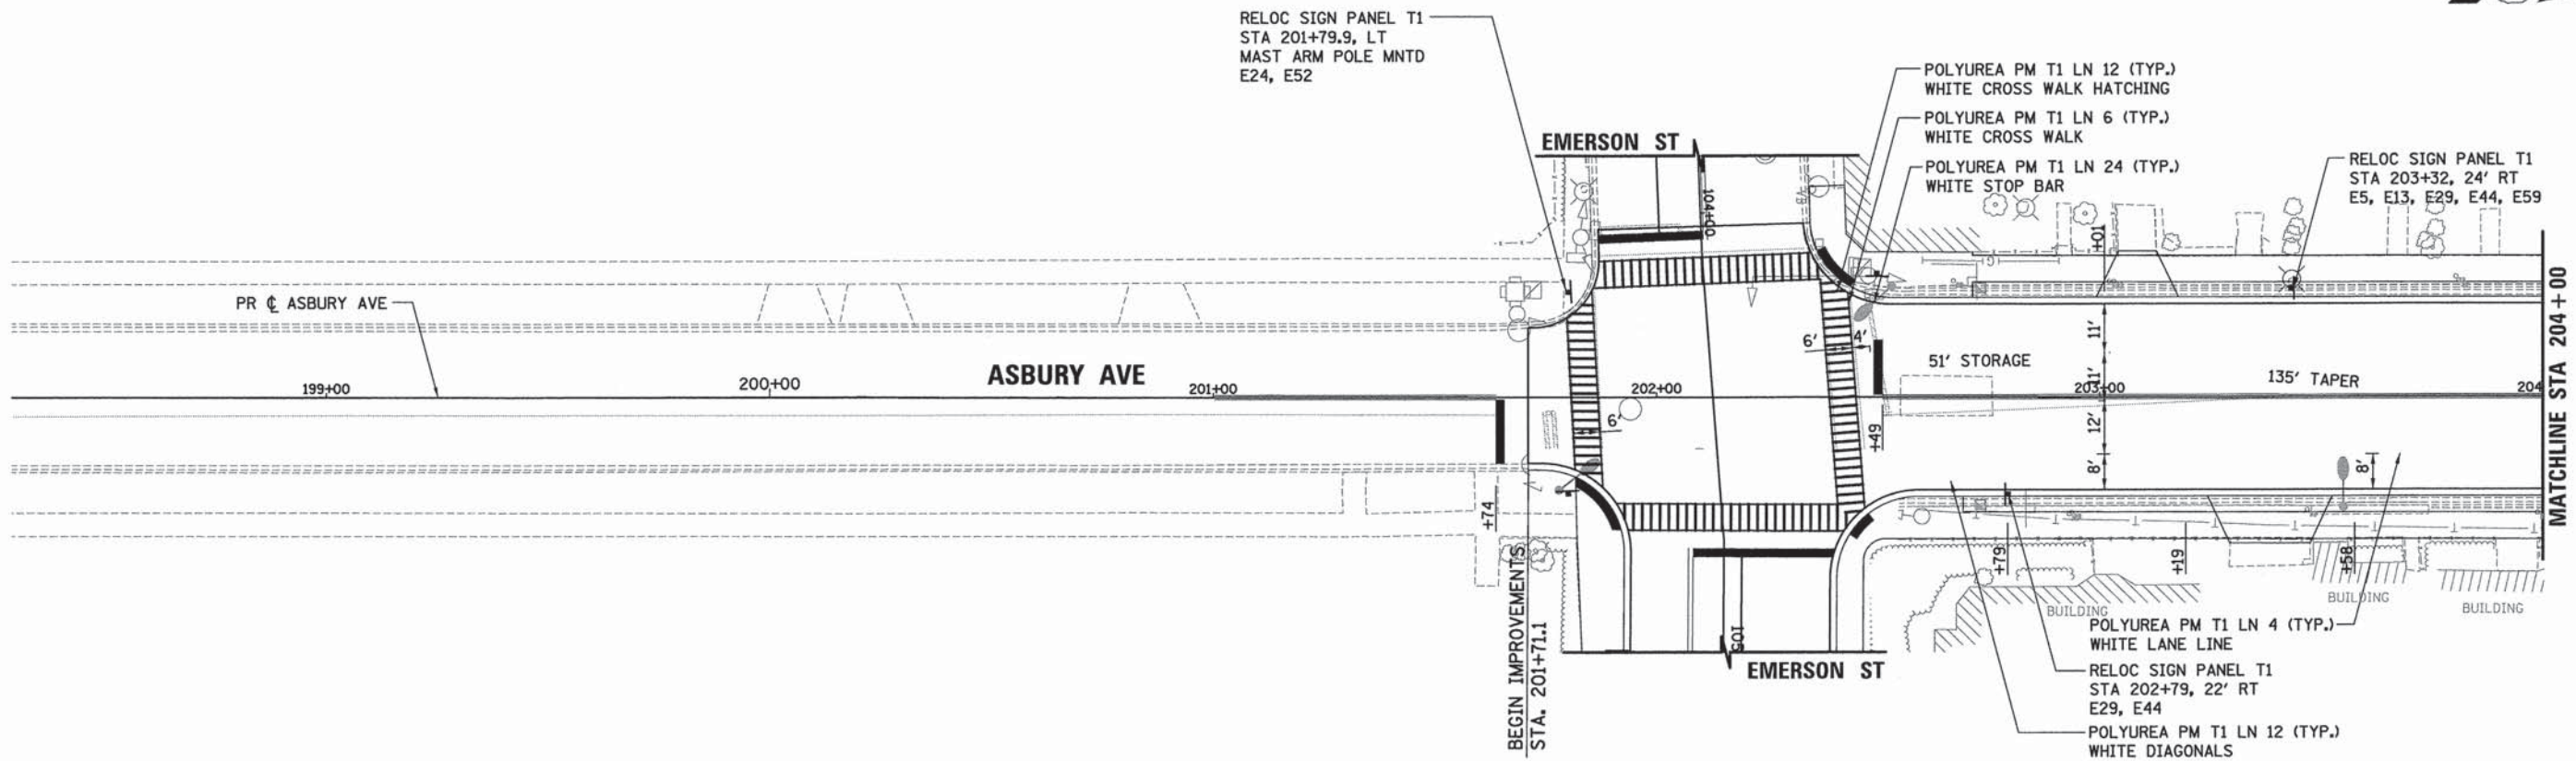 RELOC SIGN PANEL T1
STA 201+79.9, LT
MAST ARM POLE MNTD
E24, E52
POLYUREA PM T1 LN 12 (TYP.)
WHITE CROSS WALK HATCHING
POLYUREA PM T1 LN 6 (TYP.)
WHITE CROSS WALK
POLYUREA PM T1 LN 24 (TYP.)
WHITE STOP BAR
RELOC SIGN PANEL T1
STA 203+32, 24' RT
E5, E13, E29, E44, E59
EMERSON ST
104+00
+01
PR ℄ ASBURY AVE
ASBURY AVE
199+00
200+00
201+00
202+00
203+00
204
6'
4'
51' STORAGE
135' TAPER
11'
11'
12'
8'
8'
6'
+49
+74
+79
+19
+58
MATCHLINE STA 204+00
BEGIN IMPROVEMENTS
STA. 201+71.1
105
EMERSON ST
BUILDING
BUILDING
BUILDING
POLYUREA PM T1 LN 4 (TYP.)
WHITE LANE LINE
RELOC SIGN PANEL T1
STA 202+79, 22' RT
E29, E44
POLYUREA PM T1 LN 12 (TYP.)
WHITE DIAGONALS